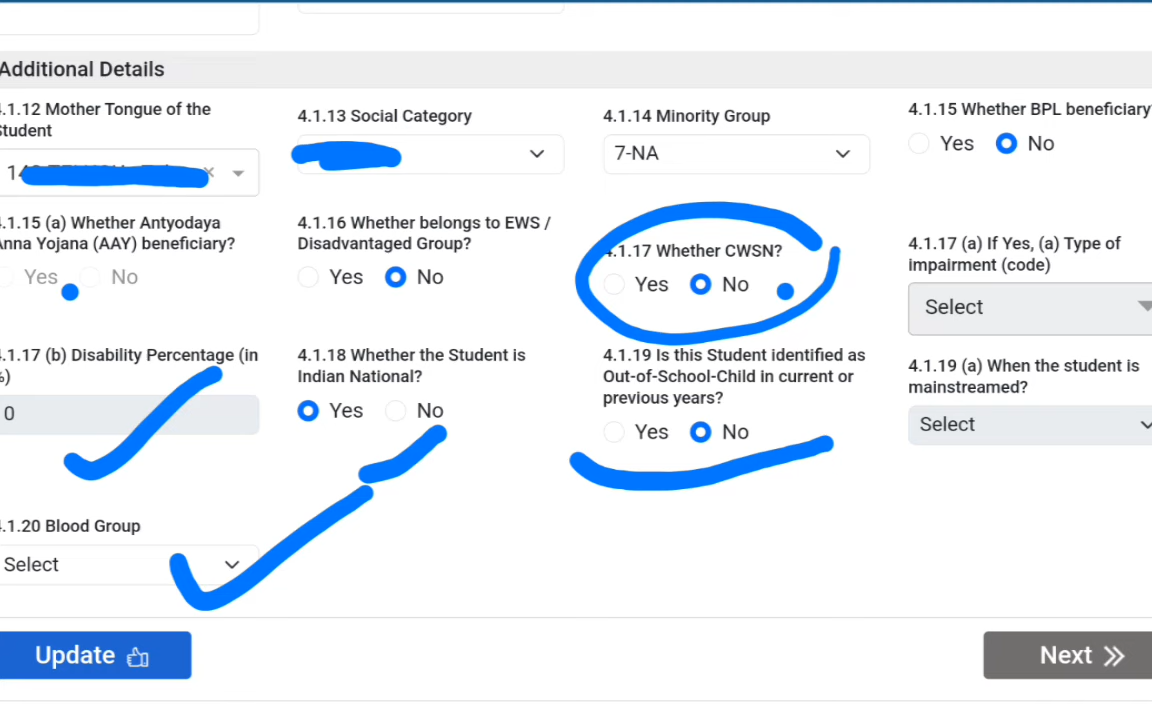 Additional Details
4.1.12 Mother Tongue of the
Student
4.1.13 Social Category
4.1.14 Minority Group
7-NA
4.1.15 Whether BPL beneficiary?
Yes No
4.1.15 (a) Whether Antyodaya
Anna Yojana (AAY) beneficiary?
Yes No
4.1.16 Whether belongs to EWS /
Disadvantaged Group?
Yes No
4.1.17 Whether CWSN?
Yes No
4.1.17 (a) If Yes, (a) Type of
impairment (code)
Select
4.1.17 (b) Disability Percentage (in
%)
0
4.1.18 Whether the Student is
Indian National?
Yes No
4.1.19 Is this Student identified as
Out-of-School-Child in current or
previous years?
Yes No
4.1.19 (a) When the student is
mainstreamed?
Select
4.1.20 Blood Group
Select
Update
Next